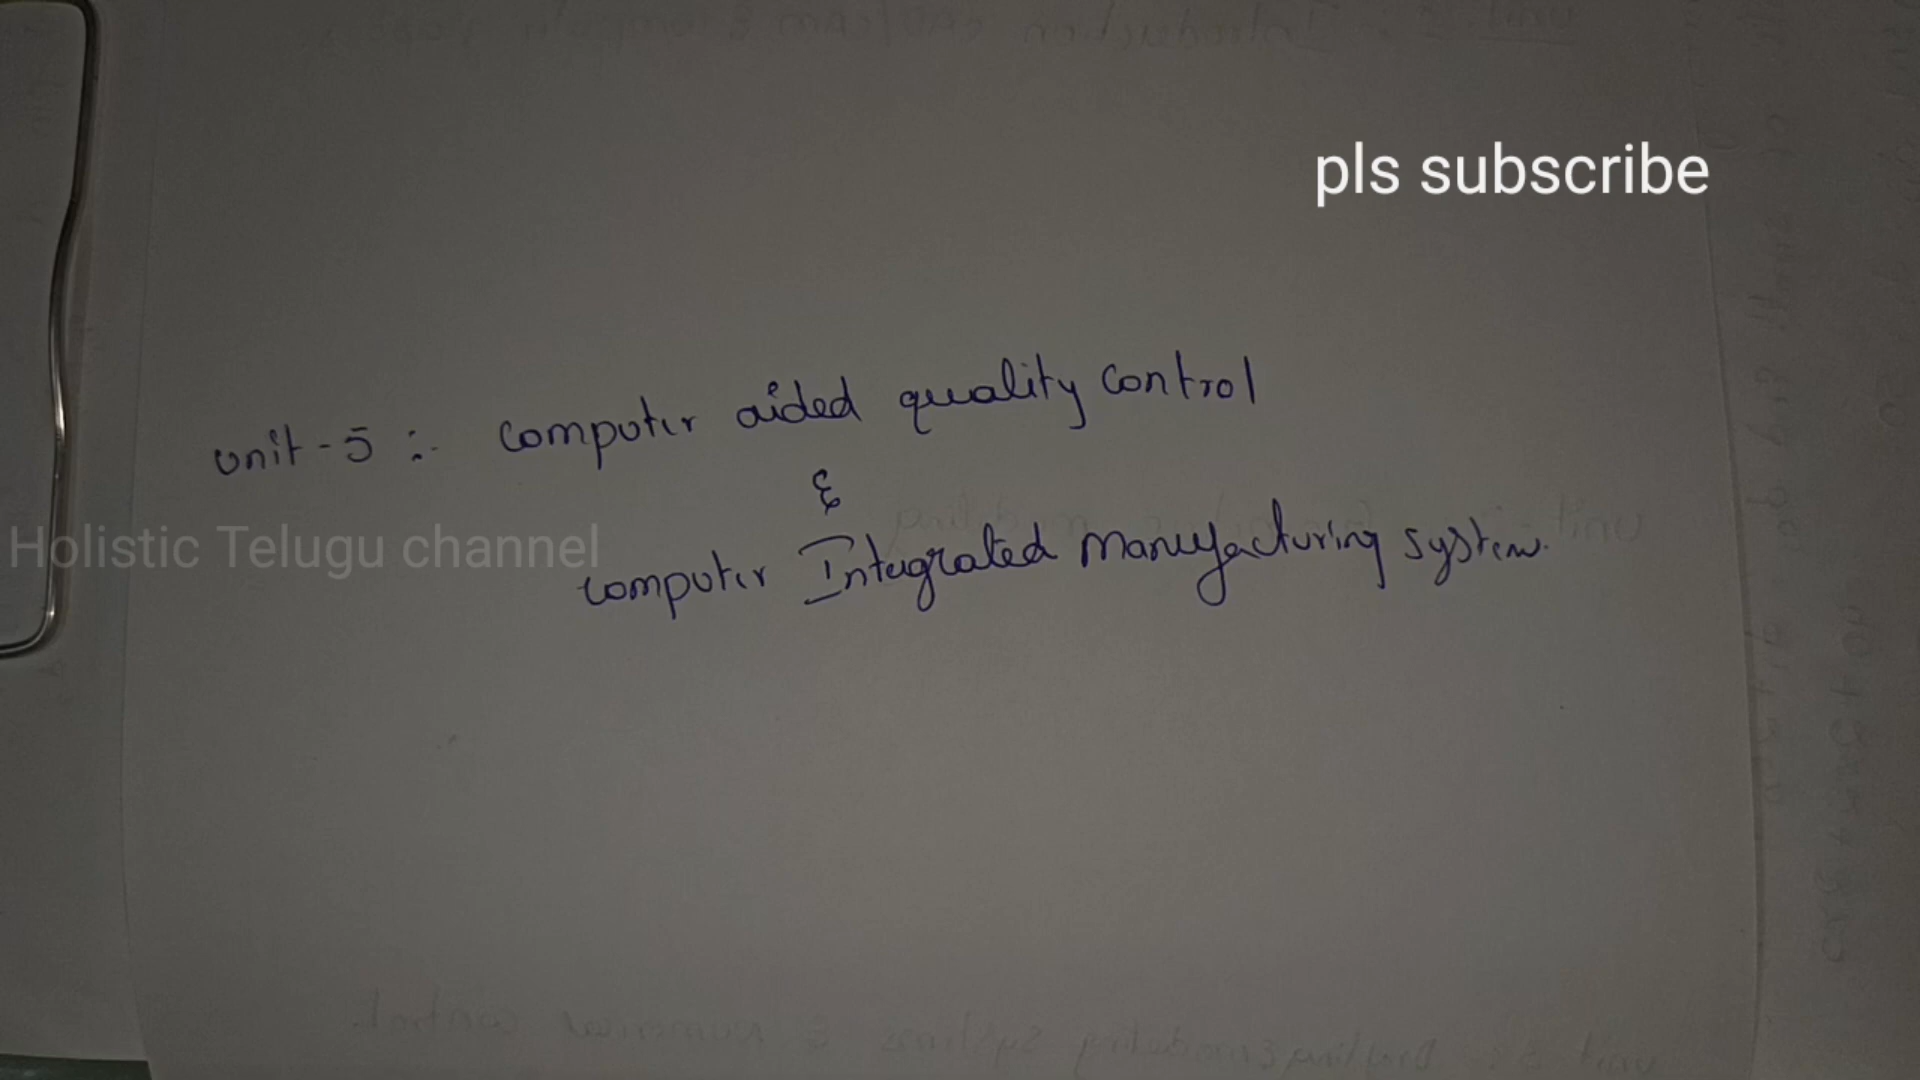 pls subscribe
unit-5 :- computer aided quality control
&
Holistic Telugu channel
computer Integrated manufacturing system.